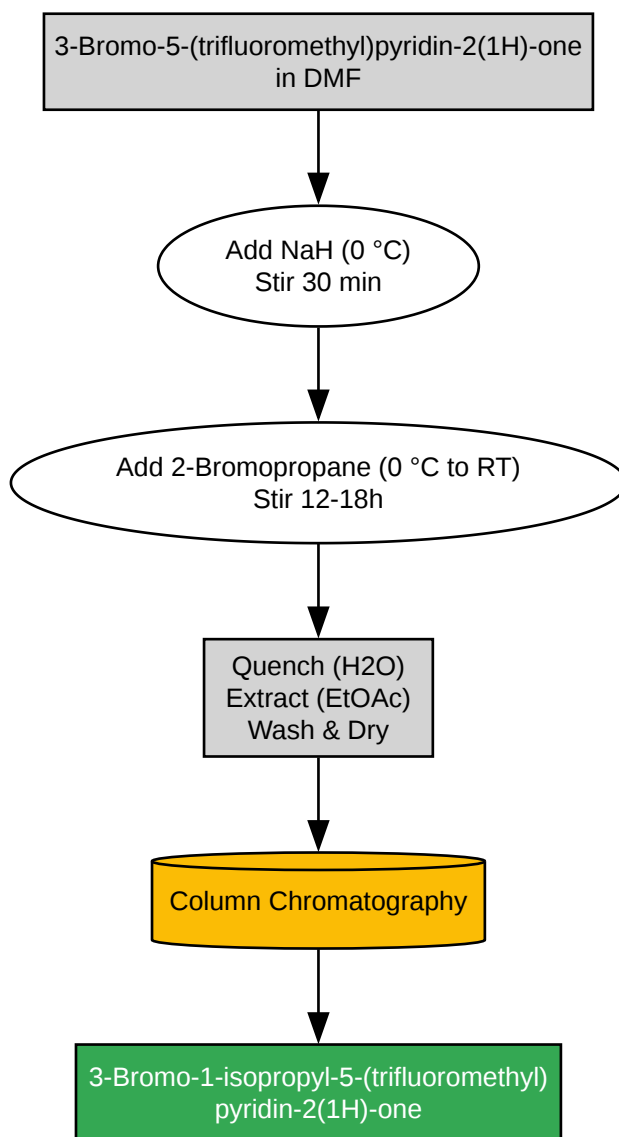 3-Bromo-5-(trifluoromethyl)pyridin-2(1H)-one
in DMF
Add NaH (0 °C)
Stir 30 min
Add 2-Bromopropane (0 °C to RT)
Stir 12-18h
Quench (H2O)
Extract (EtOAc)
Wash & Dry
Column Chromatography
3-Bromo-1-isopropyl-5-(trifluoromethyl)
pyridin-2(1H)-one